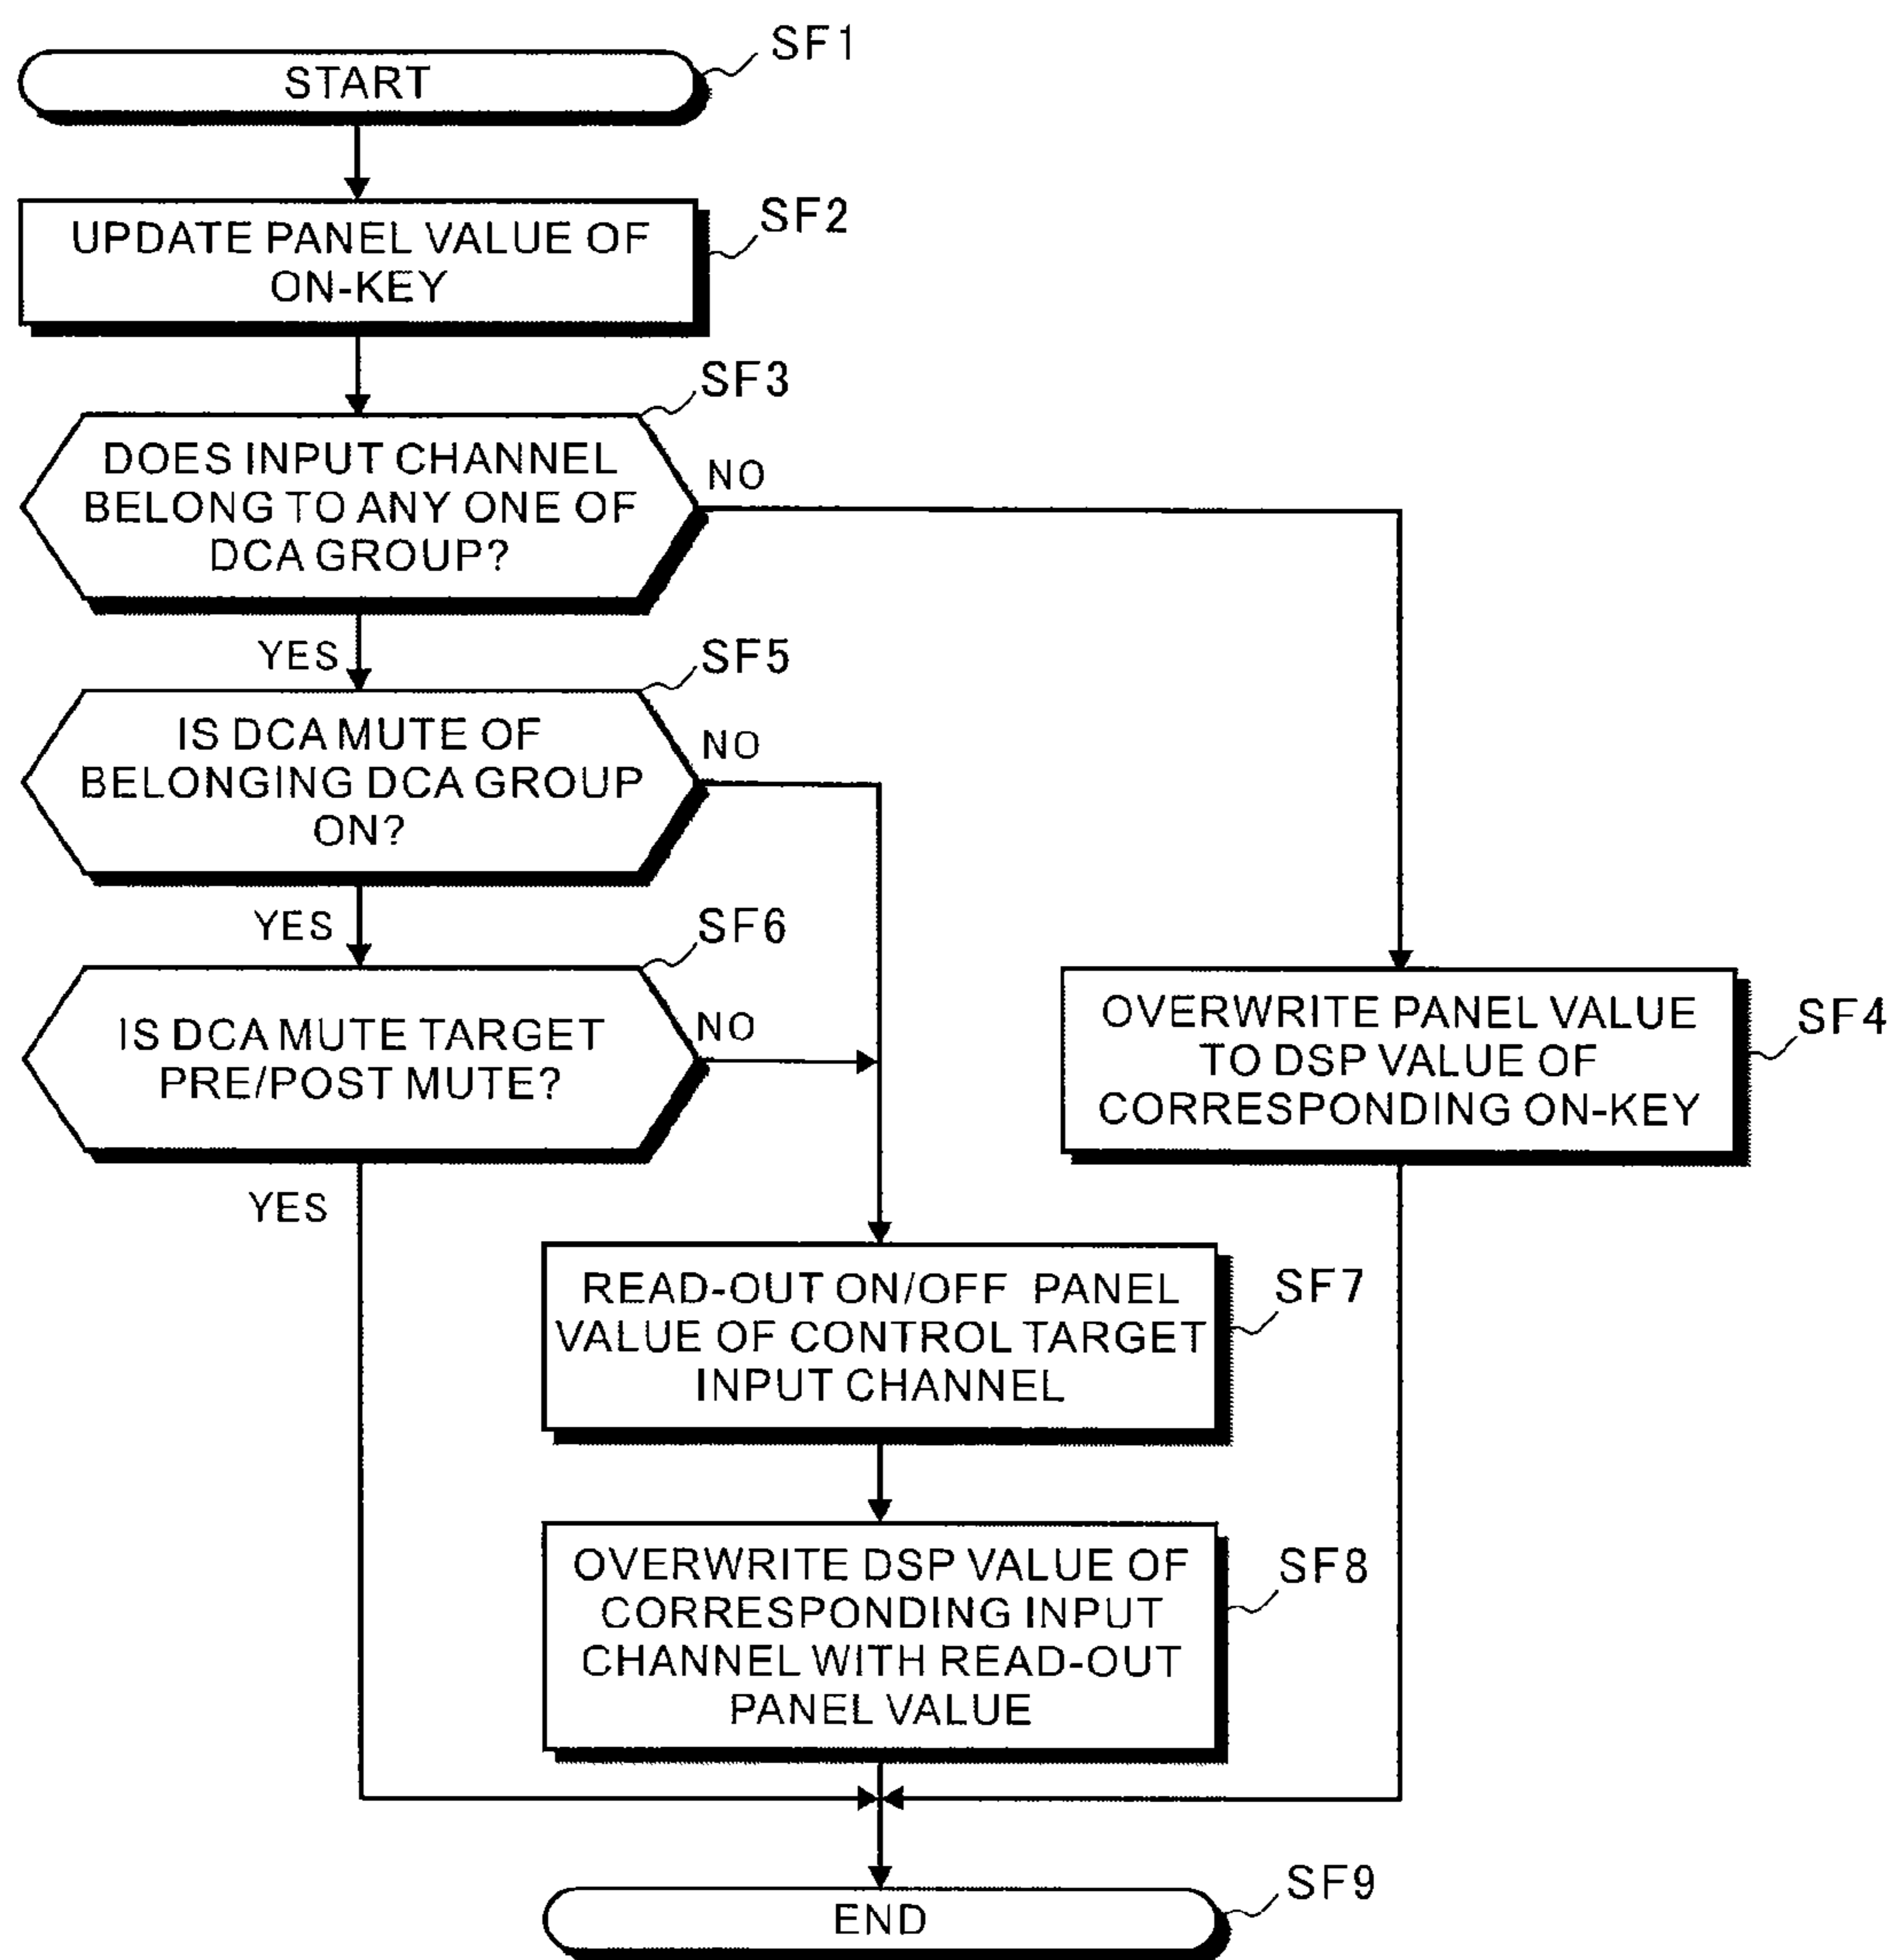 START
SF1
UPDATE PANEL VALUE OF
ON-KEY
SF2
DOES INPUT CHANNEL
BELONG TO ANY ONE OF
DCA GROUP?
SF3
NO
YES
IS DCA MUTE OF
BELONGING DCA GROUP
ON?
SF5
NO
YES
IS DCA MUTE TARGET
PRE/POST MUTE?
SF6
NO
YES
OVERWRITE PANEL VALUE
TO DSP VALUE OF
CORRESPONDING ON-KEY
SF4
READ-OUT ON/OFF PANEL
VALUE OF CONTROL TARGET
INPUT CHANNEL
SF7
OVERWRITE DSP VALUE OF
CORRESPONDING INPUT
CHANNEL WITH READ-OUT
PANEL VALUE
SF8
END
SF9